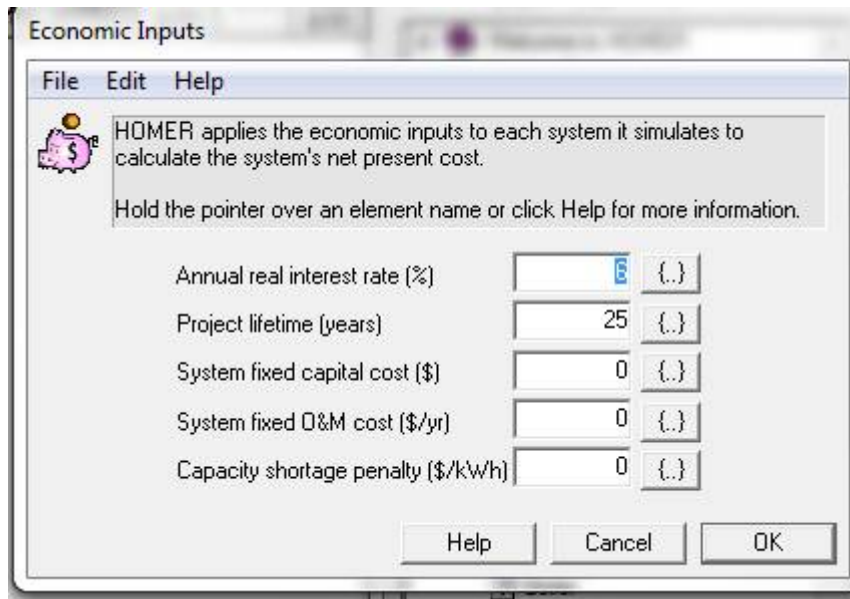 Economic Inputs
File Edit Help
HOMER applies the economic inputs to each system it simulates to
calculate the system's net present cost.
Hold the pointer over an element name or click Help for more information.
Annual real interest rate (%) 6 {..}
Project lifetime (years) 25 {..}
System fixed capital cost ($) 0 {..}
System fixed O&M cost ($/yr) 0 {..}
Capacity shortage penalty ($/kWh) 0 {..}
Help Cancel OK